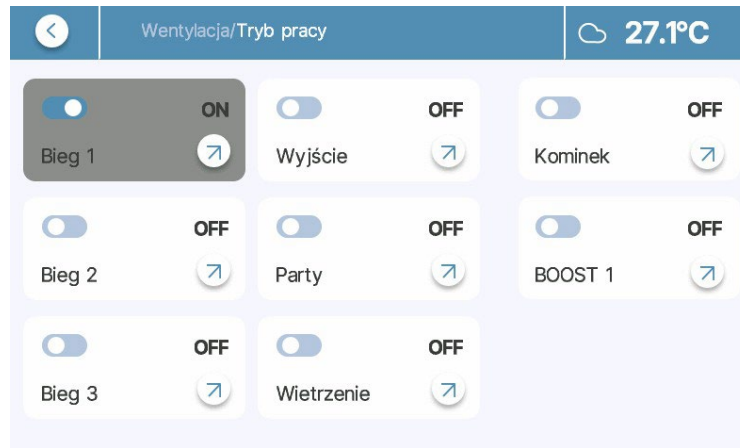 Wentylacja/Tryb pracy
27.1°C
ON
Bieg 1
OFF
Wyjście
OFF
Kominek
OFF
Bieg 2
OFF
Party
OFF
BOOST 1
OFF
Bieg 3
OFF
Wietrzenie